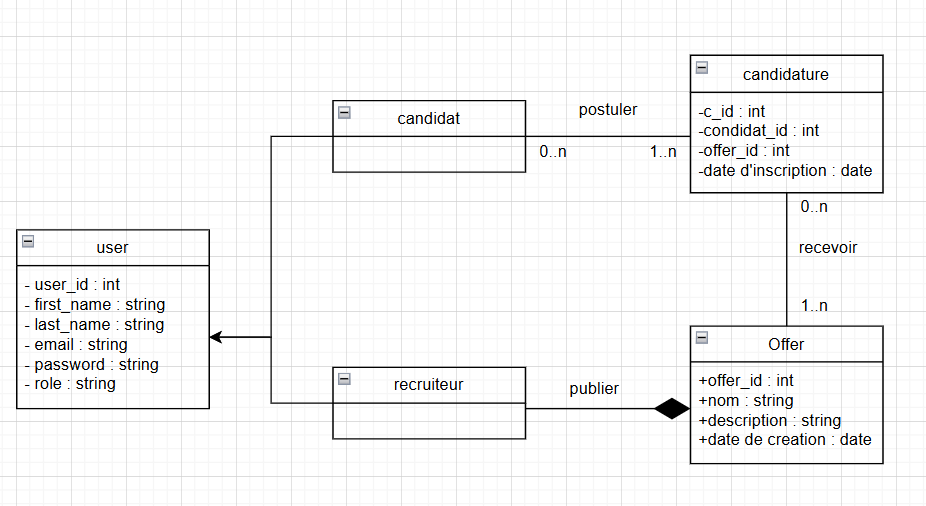 candidature
-c_id : int
-condidat_id : int
-offer_id : int
-date d'inscription : date
candidat
postuler
0..n
1..n
0..n
recevoir
1..n
user
- user_id : int
- first_name : string
- last_name : string
- email : string
- password : string
- role : string
recruiteur
publier
Offer
+offer_id : int
+nom : string
+description : string
+date de creation : date